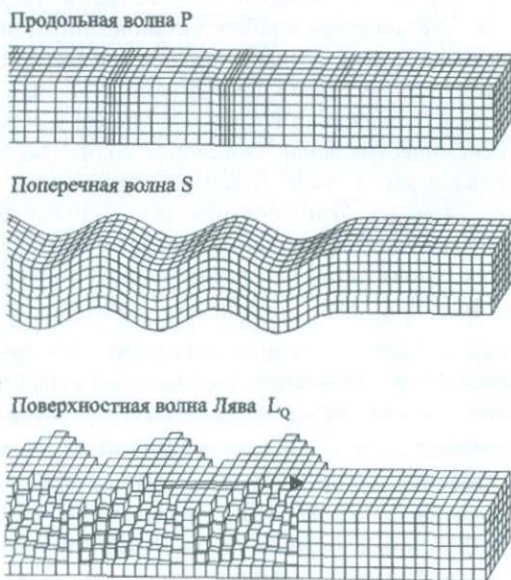 Продольная волна P
Поперечная волна S
Поверхностная волна Лява L_Q